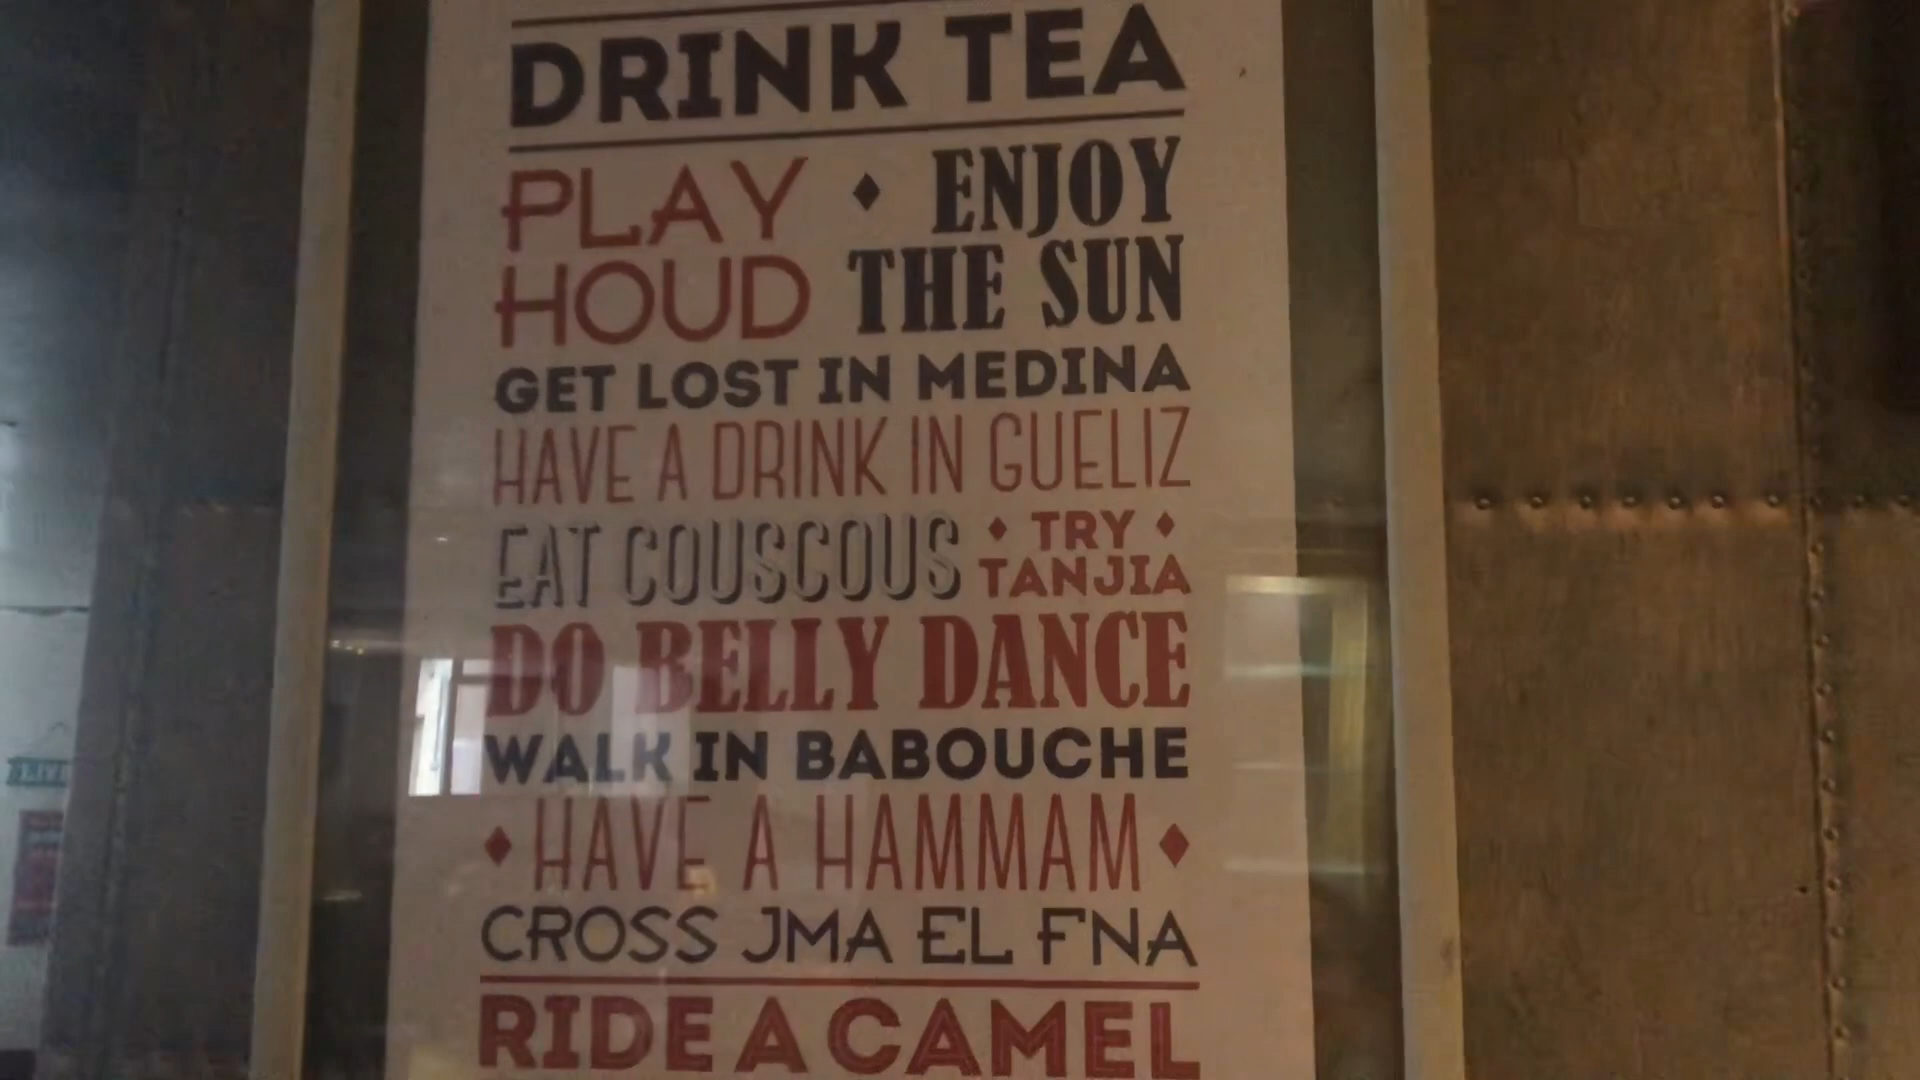 DRINK TEA
PLAY HOUD
ENJOY THE SUN
GET LOST IN MEDINA
HAVE A DRINK IN GUELIZ
EAT COUSCOUS
TRY TANJIA
DO BELLY DANCE
WALK IN BABOUCHE
HAVE A HAMMAM
CROSS JMA EL FNA
RIDE A CAMEL